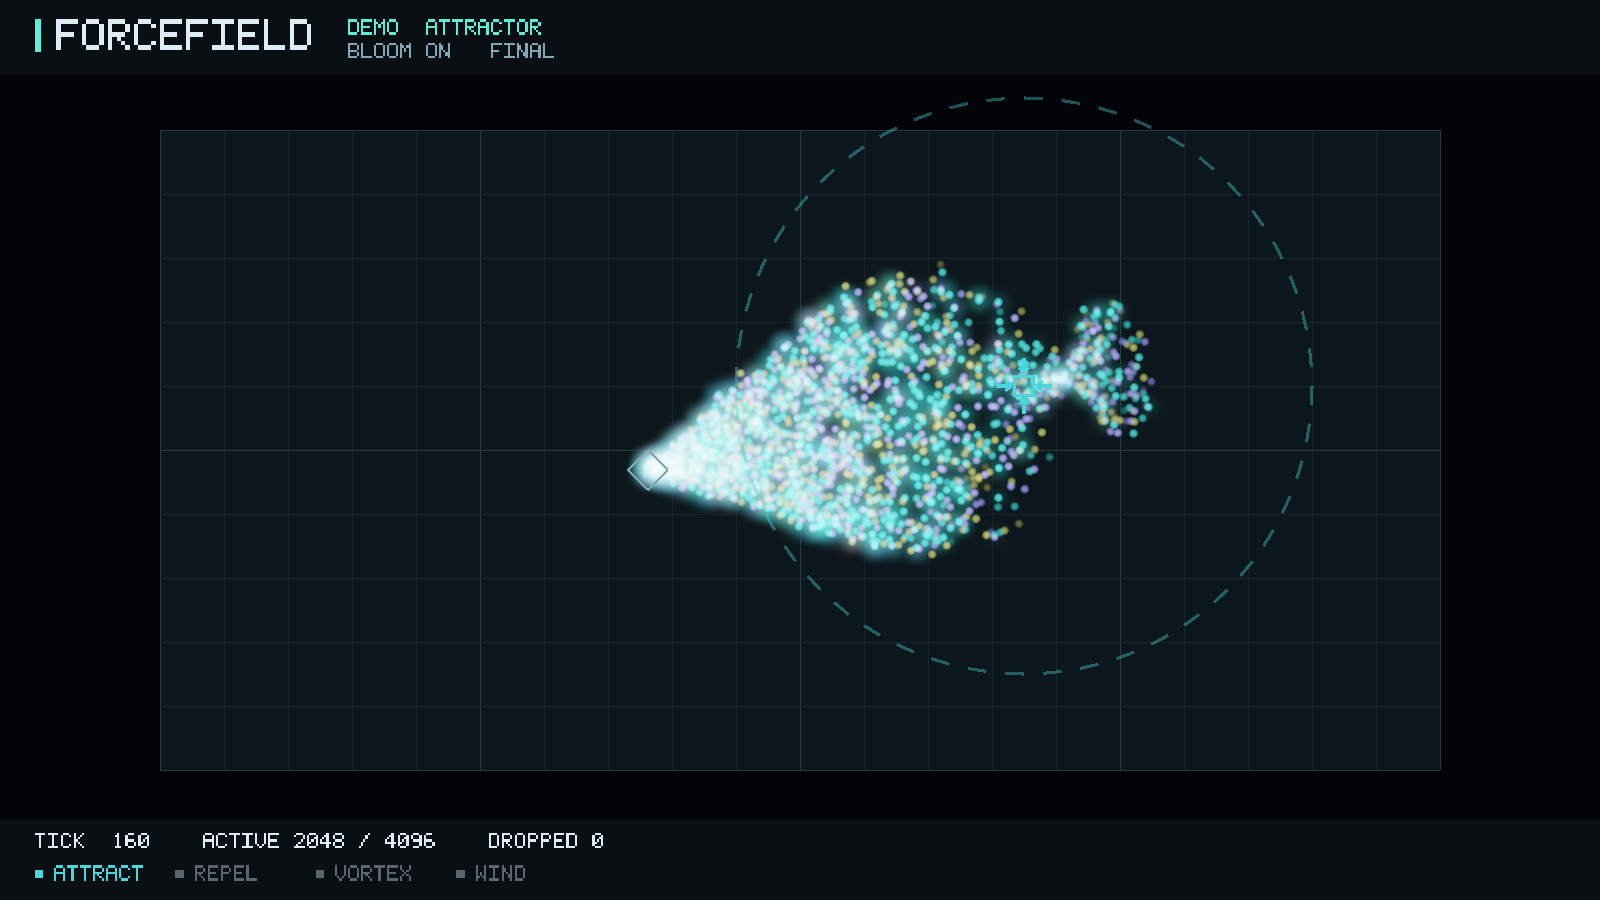 FORCEFIELD
DEMO ATTRACTOR
BLOOM ON FINAL
TICK 160 ACTIVE 2048 / 4096 DROPPED 0
ATTRACT REPEL VORTEX WIND